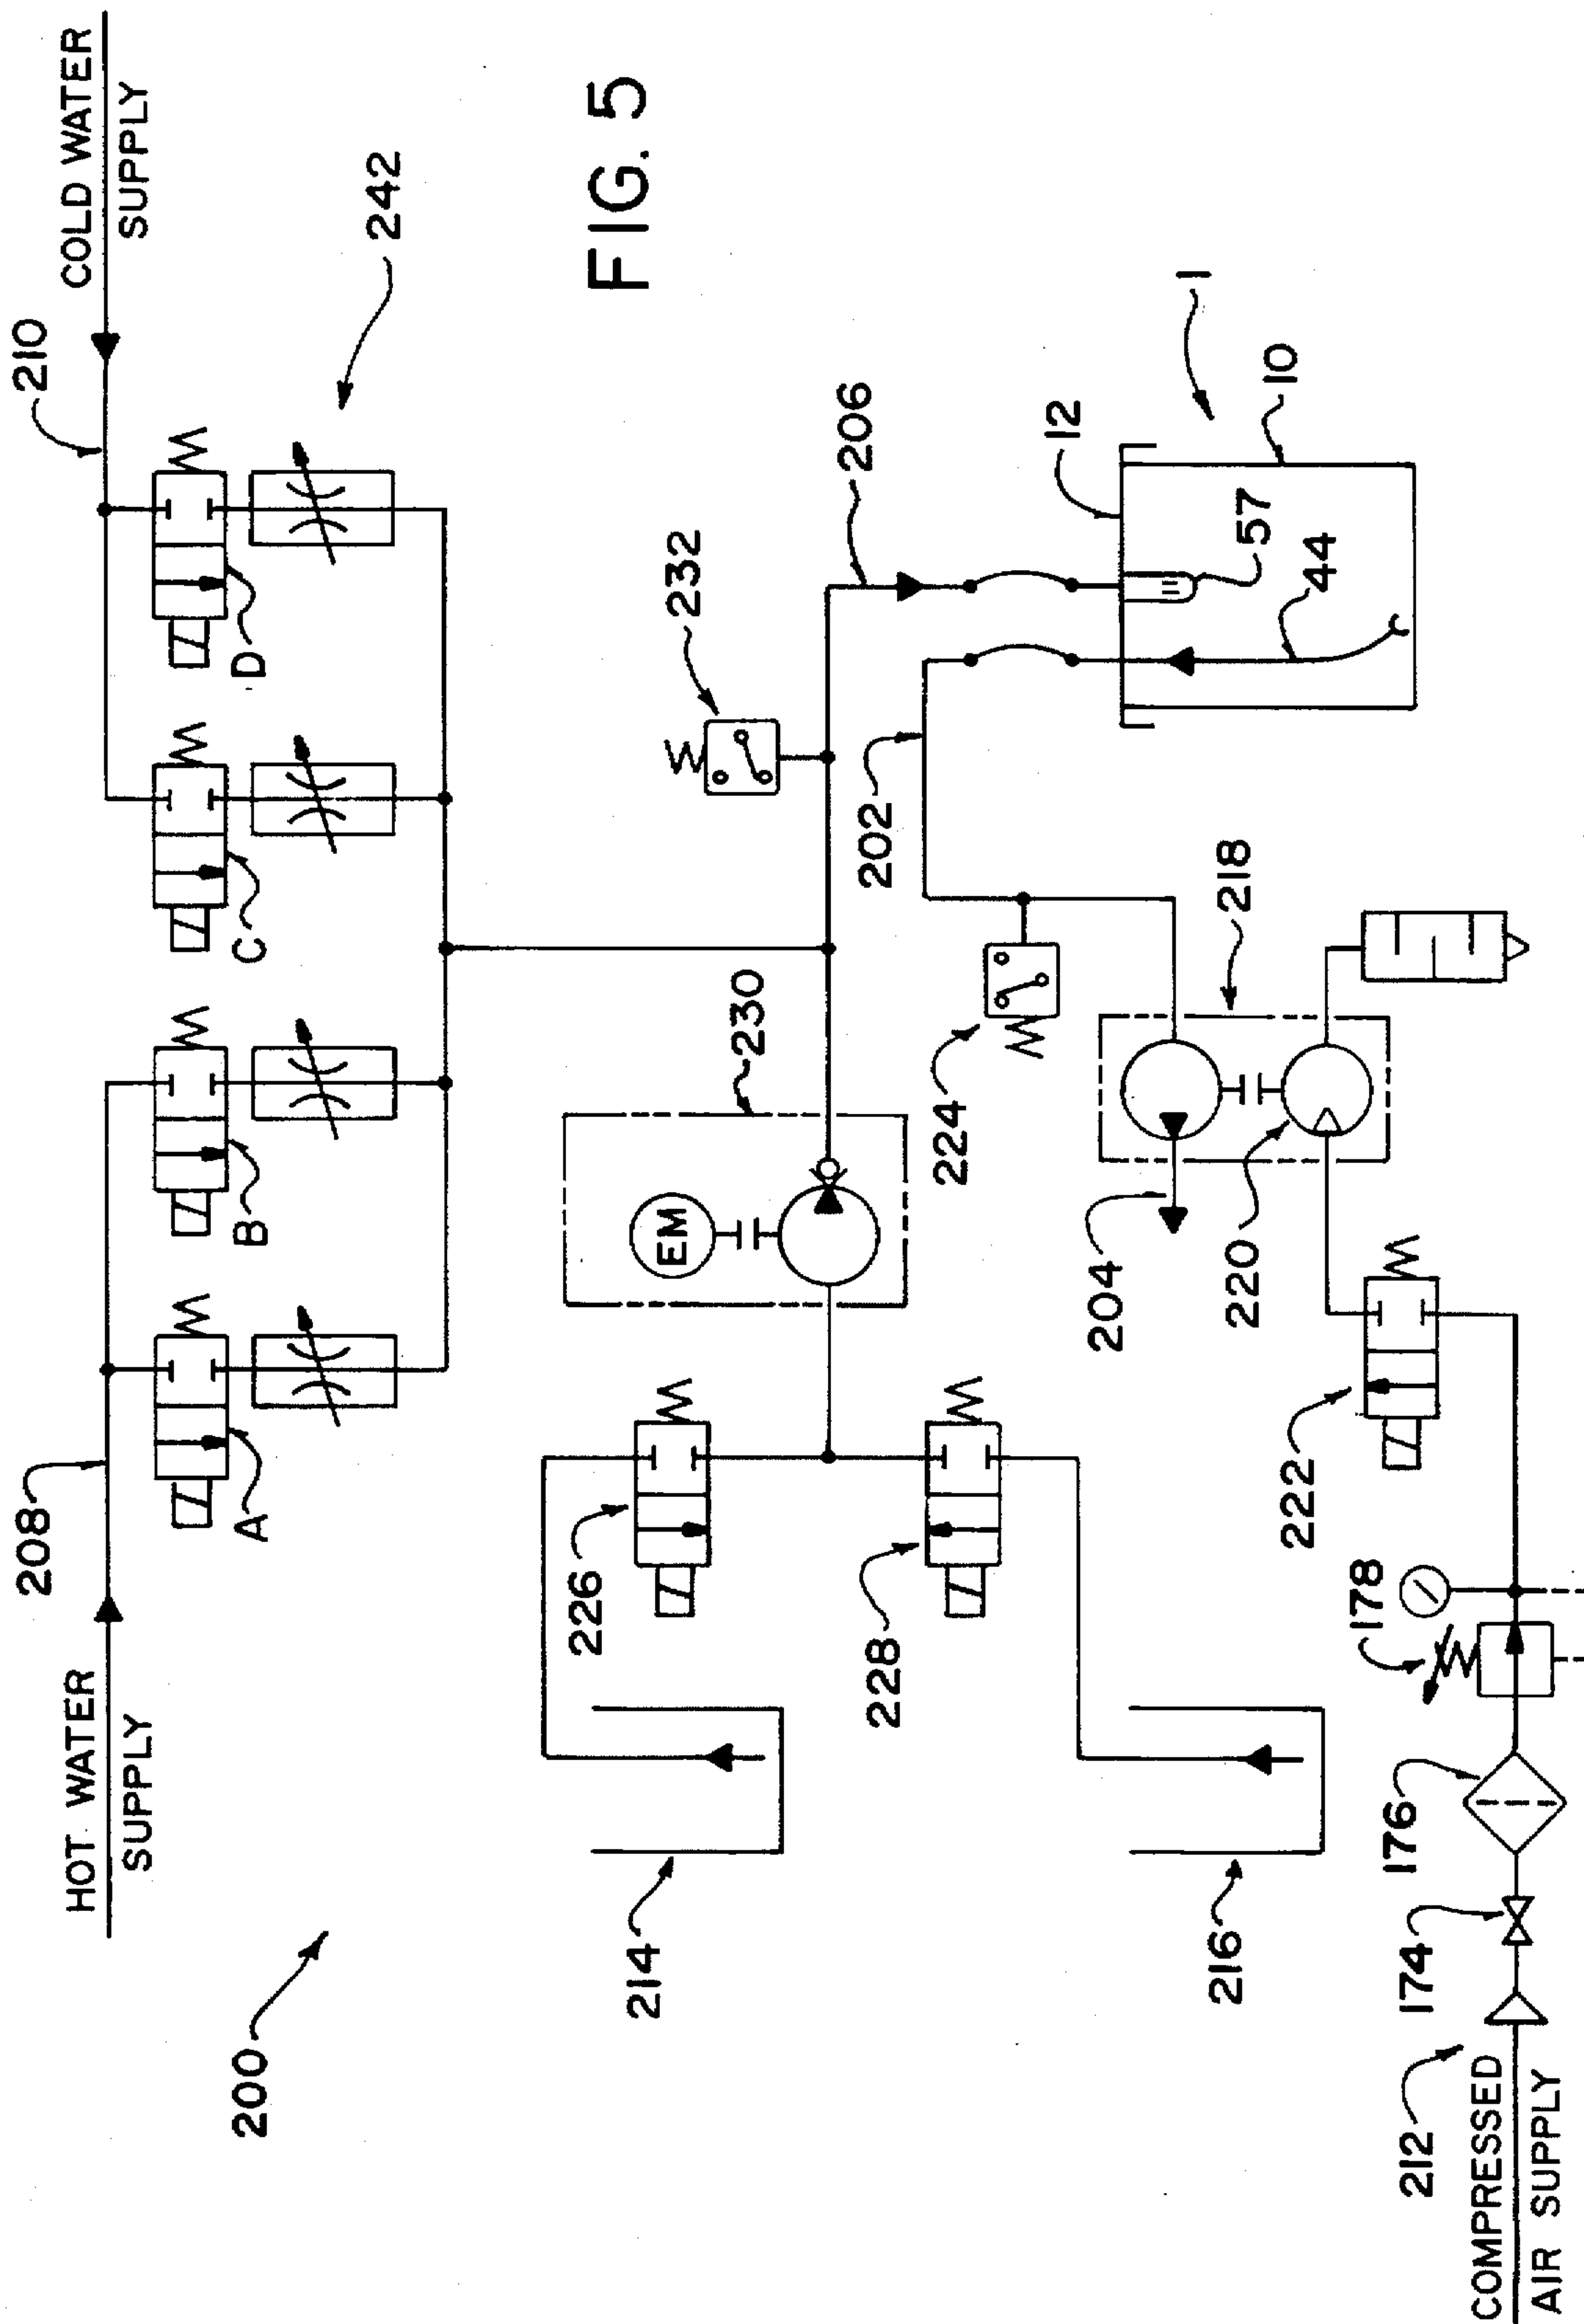 COLD WATER
SUPPLY
210
242
FIG. 5
D
C
B
A
208
HOT WATER
SUPPLY
200
206
12
1
10
57
44
232
202
218
230
EM
224
204
220
226
228
222
178
214
216
176
174
212
COMPRESSED
AIR SUPPLY